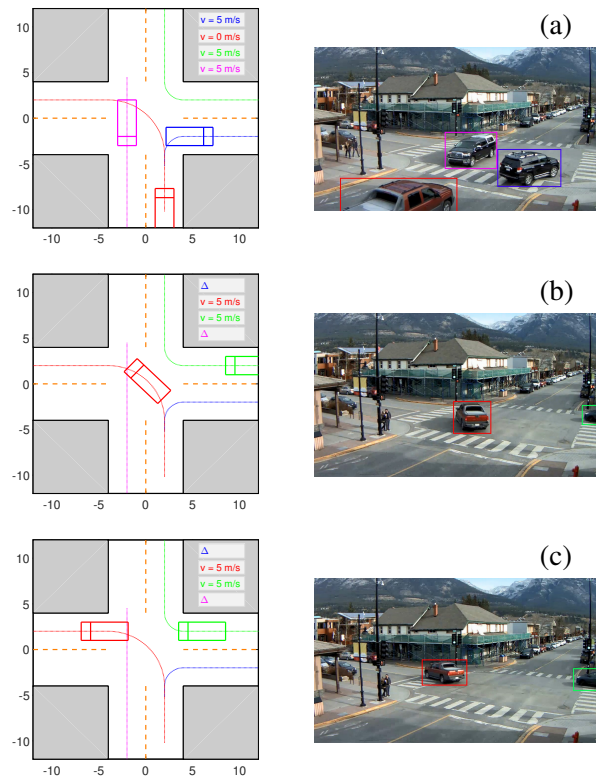 (a)
10
5
0
-5
-10
v = 5 m/s
v = 0 m/s
v = 5 m/s
v = 5 m/s
-10 -5 0 5 10
(b)
10
5
0
-5
-10
Δ
v = 5 m/s
v = 5 m/s
Δ
-10 -5 0 5 10
(c)
10
5
0
-5
-10
Δ
v = 5 m/s
v = 5 m/s
Δ
-10 -5 0 5 10